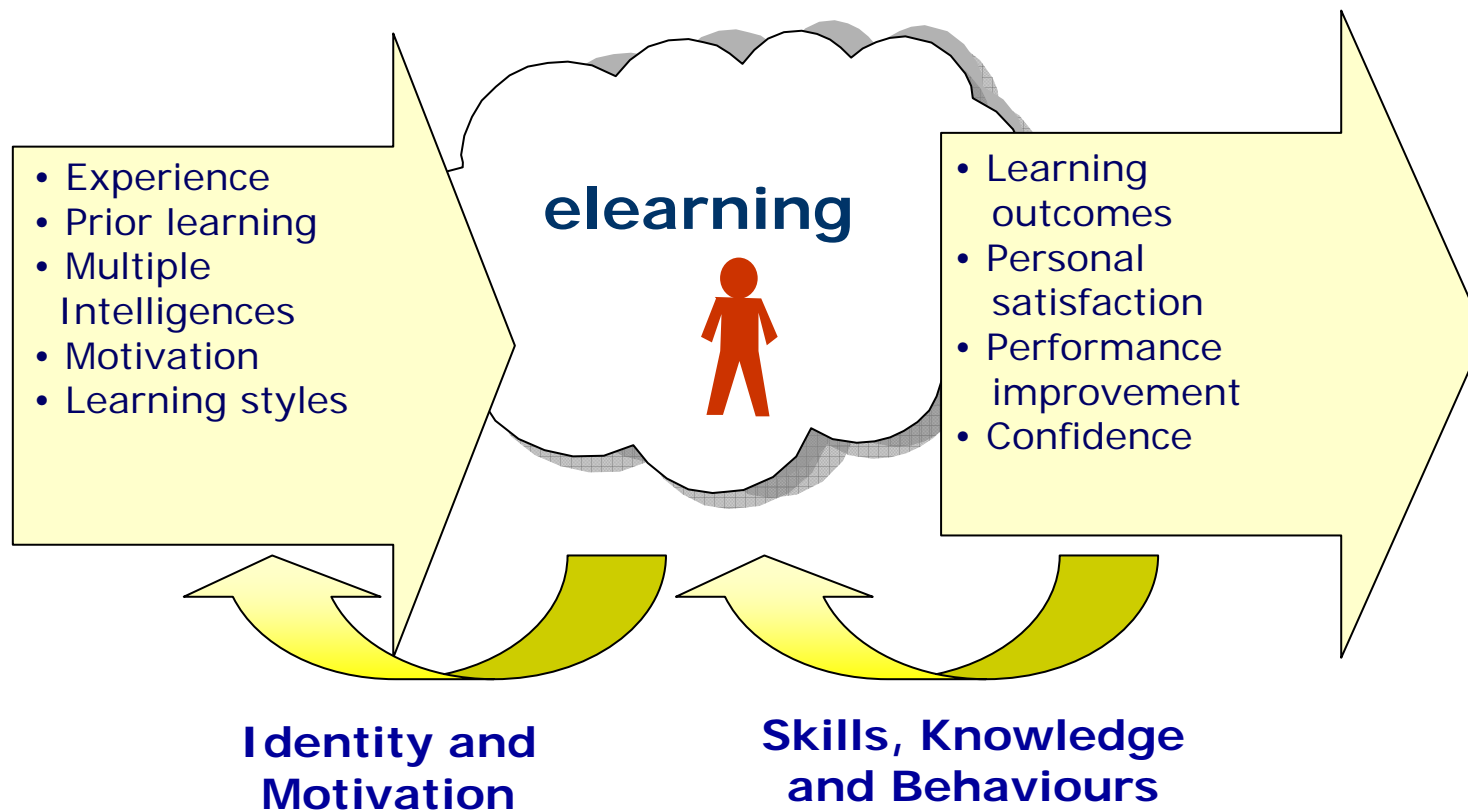 • Experience
• Prior learning
• Multiple
Intelligences
• Motivation
• Learning styles
elearning
• Learning
outcomes
• Personal
satisfaction
• Performance
improvement
• Confidence
Identity and
Motivation
Skills, Knowledge
and Behaviours